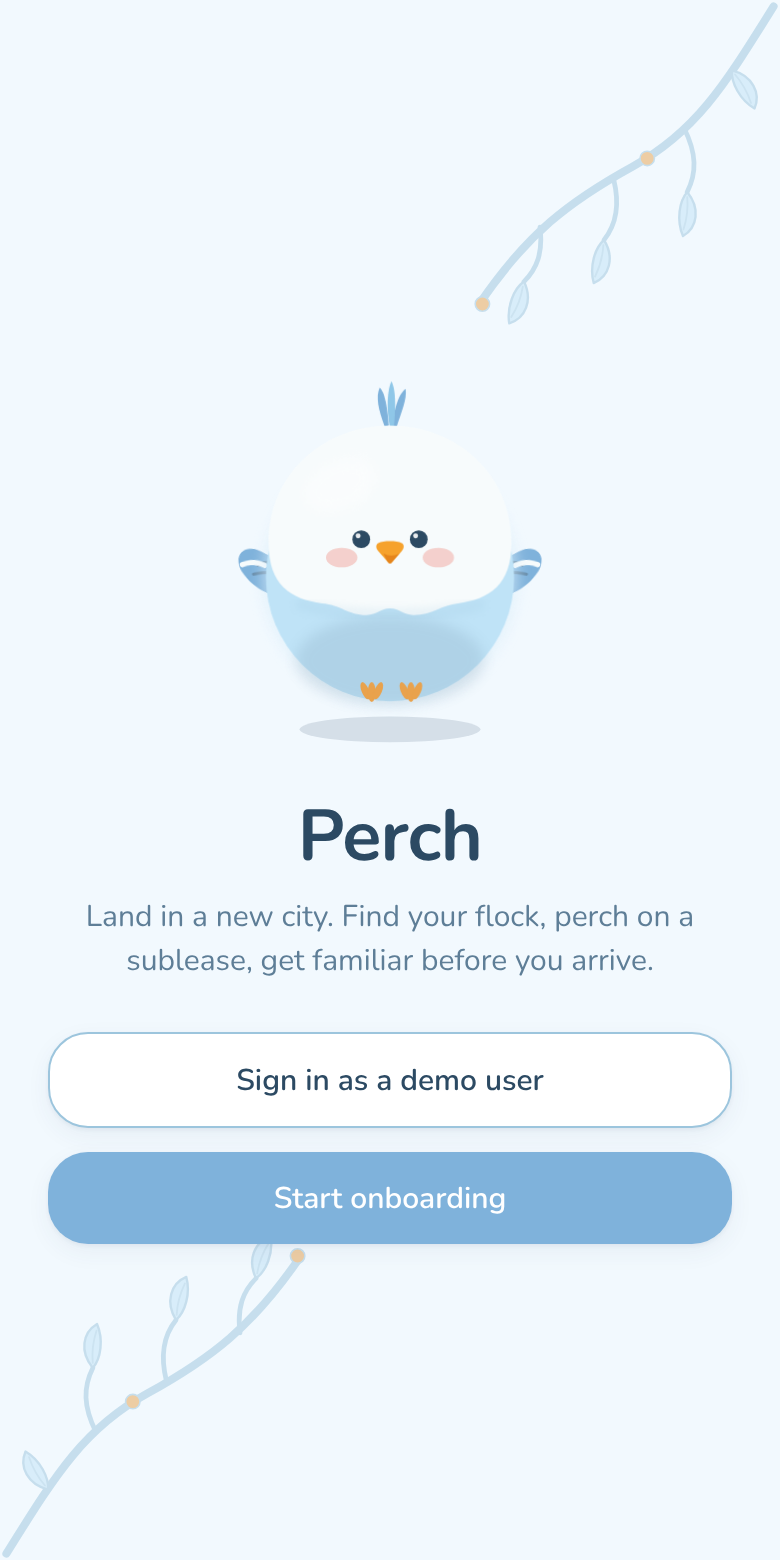 Perch
Land in a new city. Find your flock, perch on a
sublease, get familiar before you arrive.
Sign in as a demo user
Start onboarding